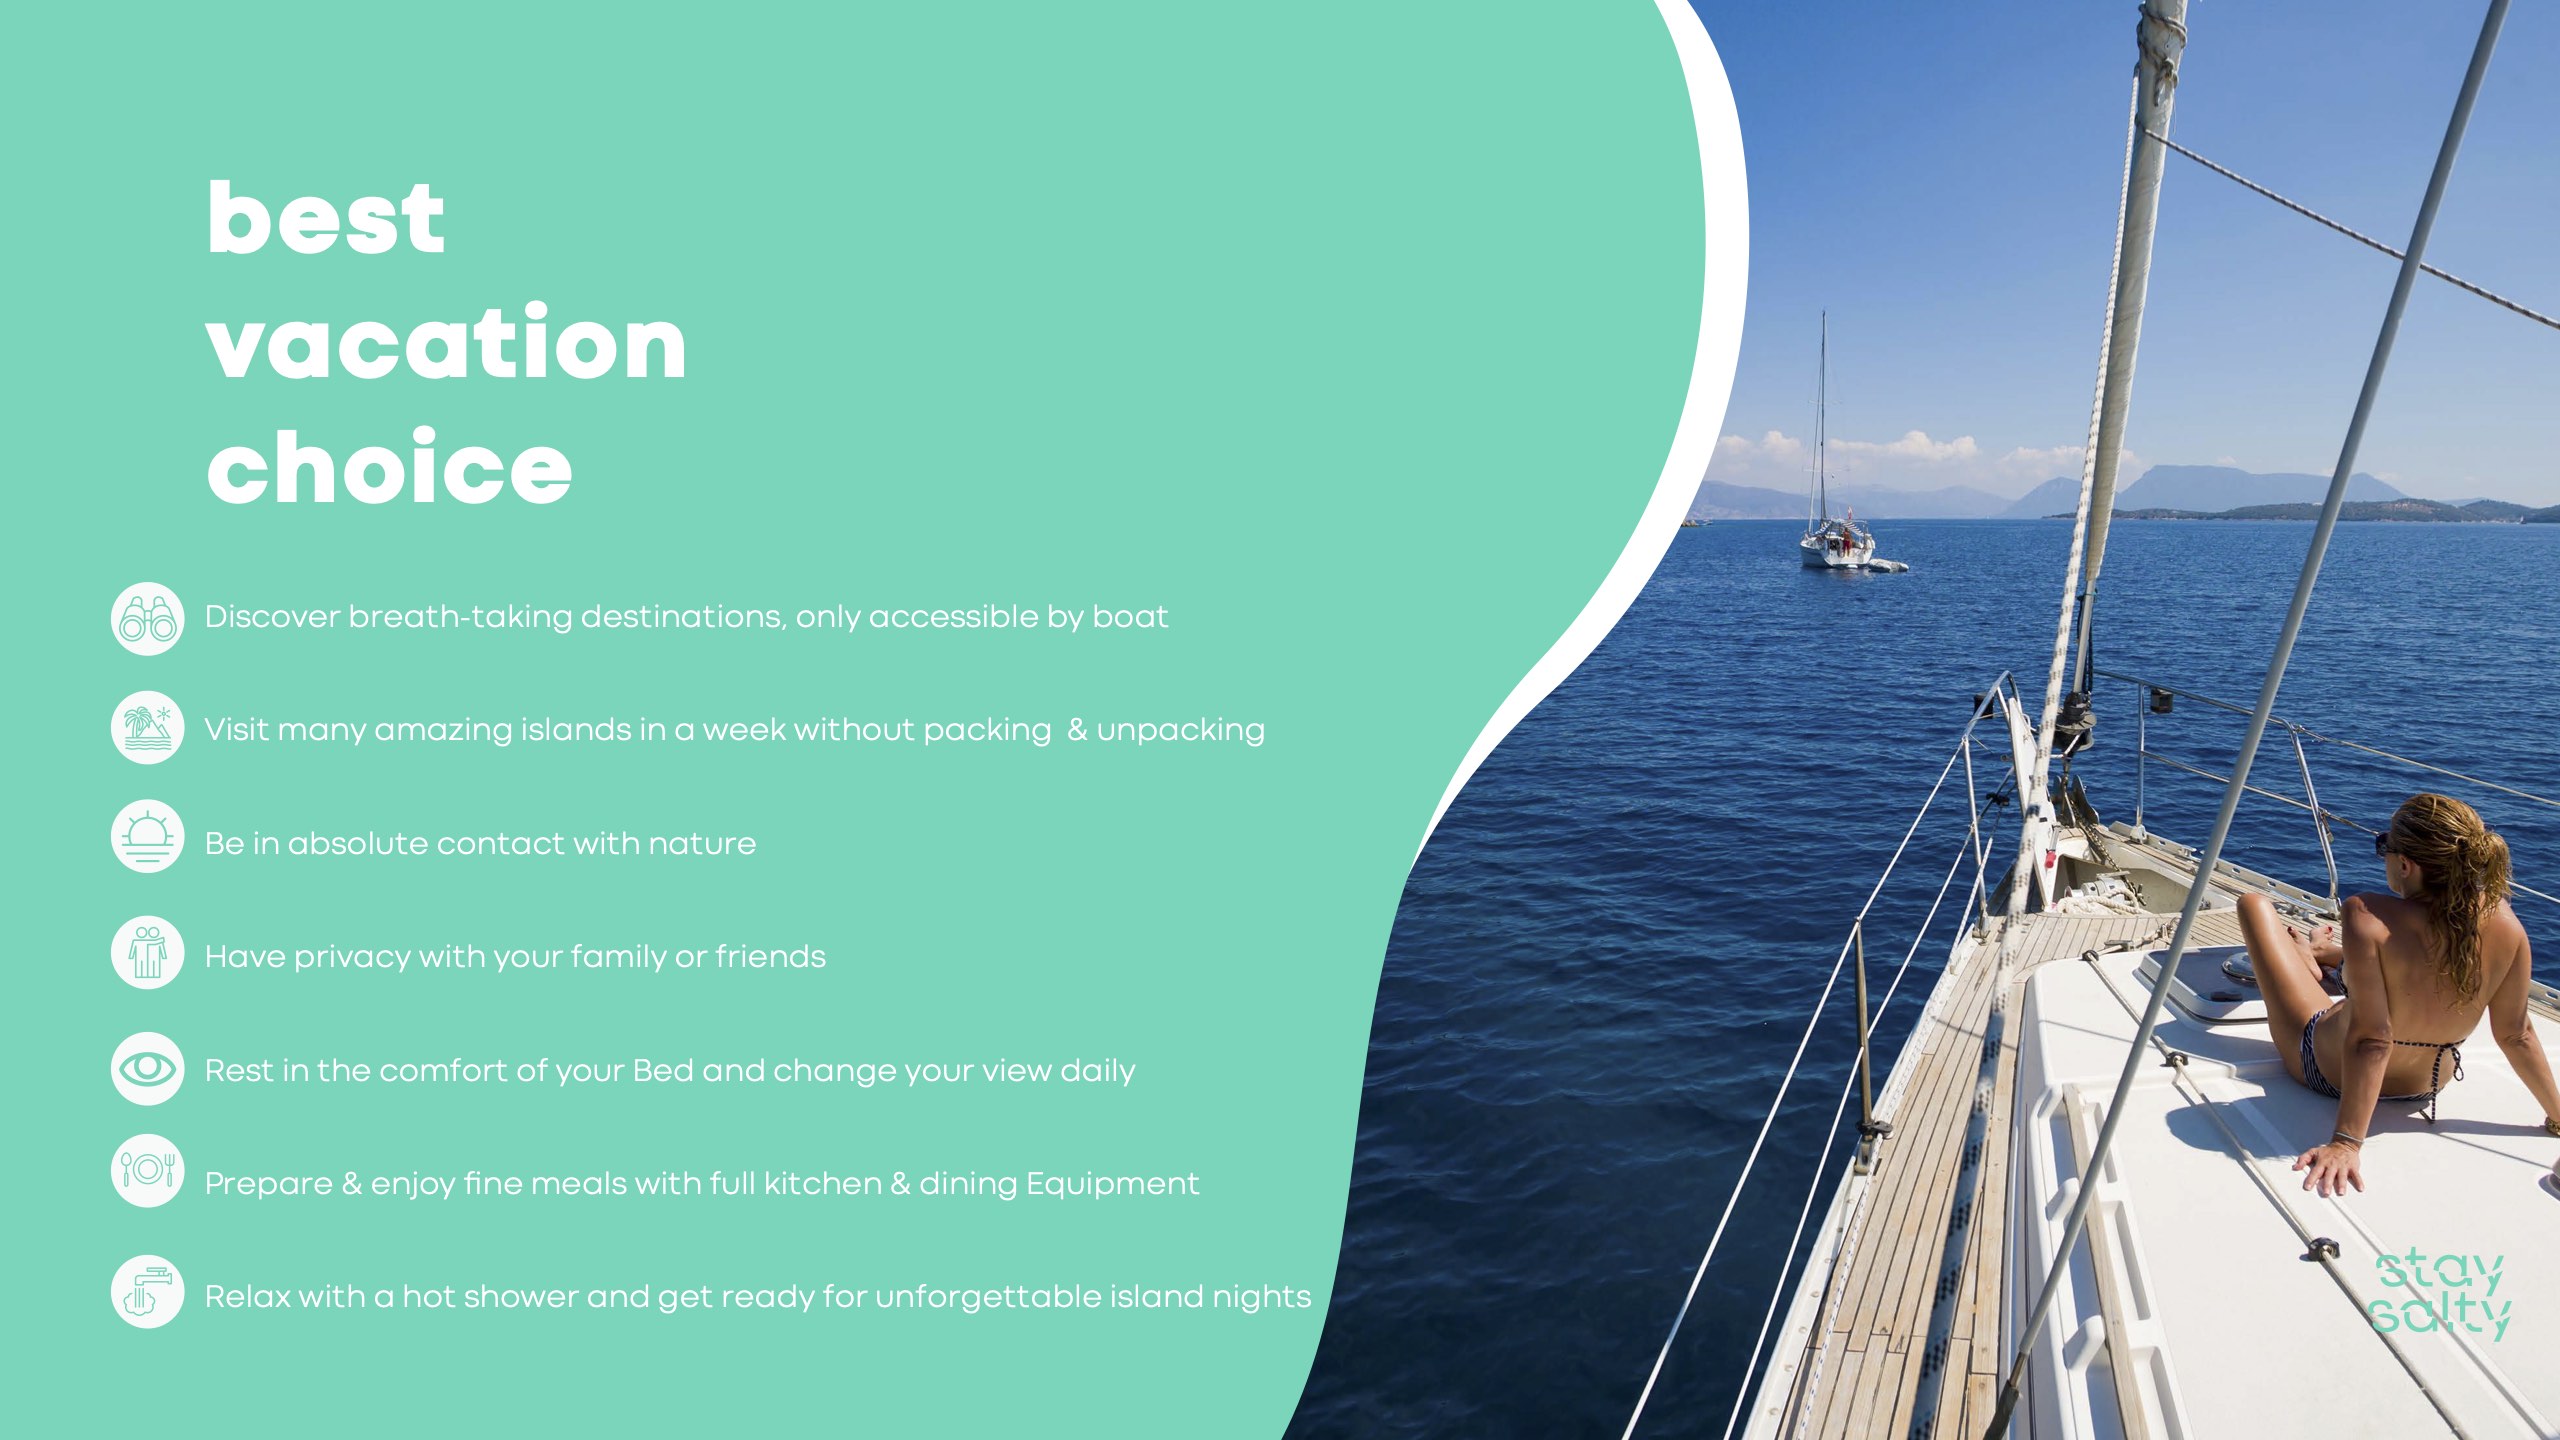 best
vacation
choice
Discover breath-taking destinations, only accessible by boat
Visit many amazing islands in a week without packing & unpacking
Be in absolute contact with nature
Have privacy with your family or friends
Rest in the comfort of your Bed and change your view daily
Prepare & enjoy fine meals with full kitchen & dining Equipment
Relax with a hot shower and get ready for unforgettable island nights
stay
salty